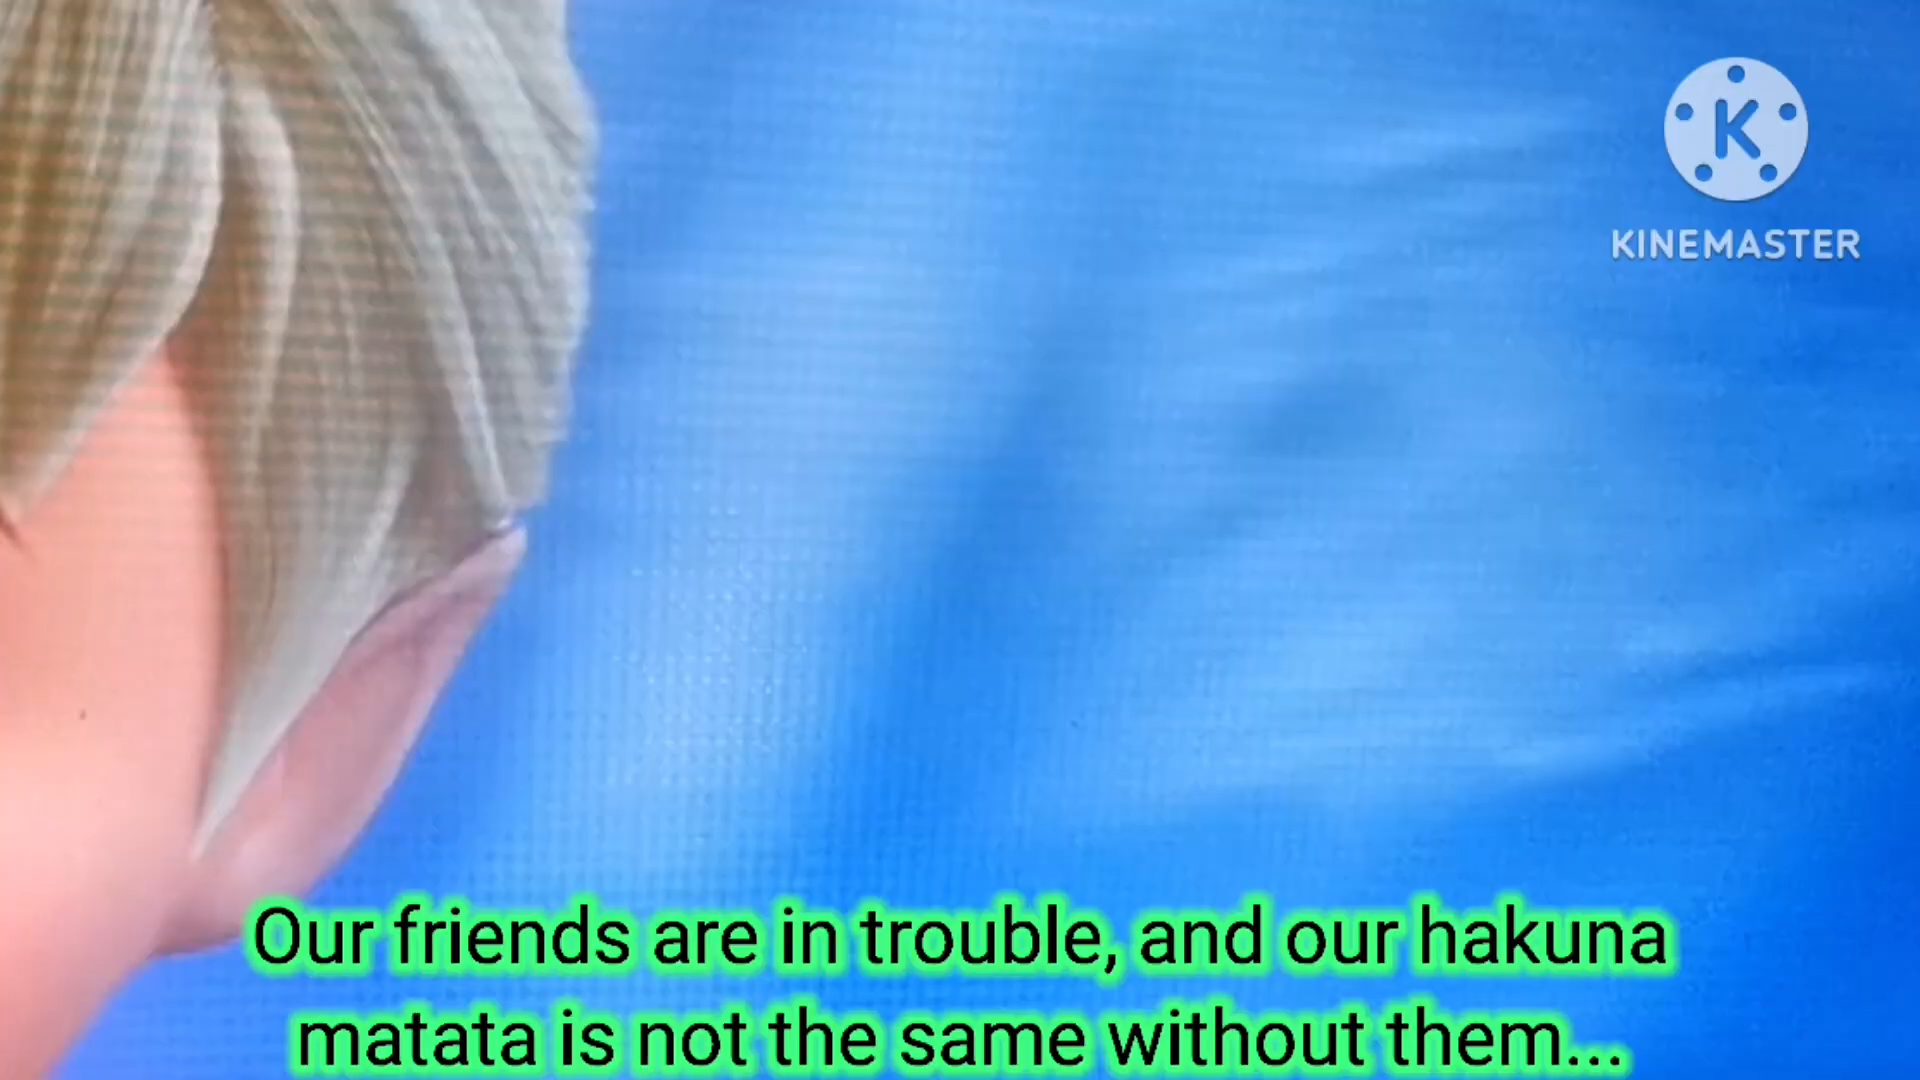 K
KINEMASTER
Our friends are in trouble, and our hakuna
matata is not the same without them...